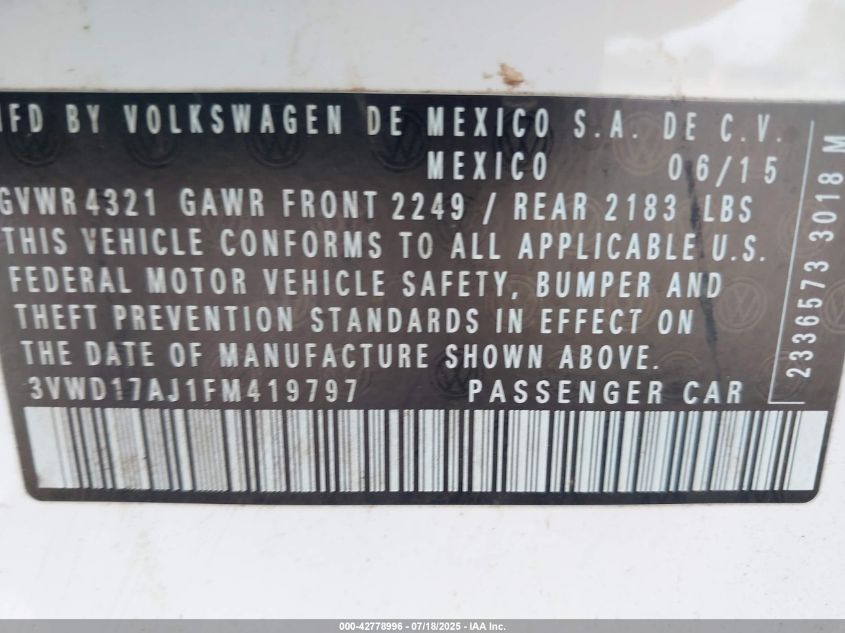 MFD BY VOLKSWAGEN DE MEXICO S.A. DE C.V.
MEXICO 06/15
GVWR 4321 GAWR FRONT 2249 / REAR 2183 LBS
THIS VEHICLE CONFORMS TO ALL APPLICABLE U.S.
FEDERAL MOTOR VEHICLE SAFETY, BUMPER AND
THEFT PREVENTION STANDARDS IN EFFECT ON
THE DATE OF MANUFACTURE SHOWN ABOVE.
3VWD17AJ1FM419797 PASSENGER CAR
2336573 3018 M
000-42778996 - 07/18/2025 - IAA Inc.